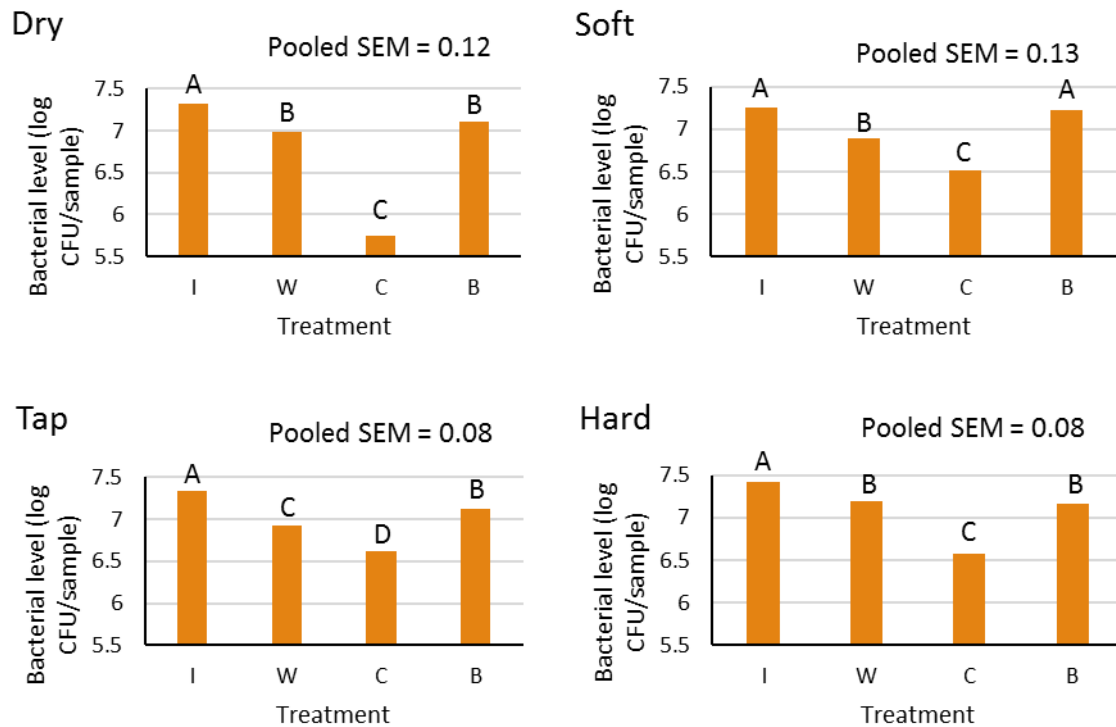 Dry
Pooled SEM = 0.12
Bacterial level (log
CFU/sample)
7.5
7
6.5
6
5.5
A
B
C
B
I W C B
Treatment
Soft
Pooled SEM = 0.13
Bacterial level (log
CFU/sample)
7.5
7
6.5
6
5.5
A
B
C
A
I W C B
Treatment
Tap
Pooled SEM = 0.08
Bacterial level (log
CFU/sample)
7.5
7
6.5
6
5.5
A
C
D
B
I W C B
Treatment
Hard
Pooled SEM = 0.08
Bacterial level (log
CFU/sample)
7.5
7
6.5
6
5.5
A
B
C
B
I W C B
Treatment